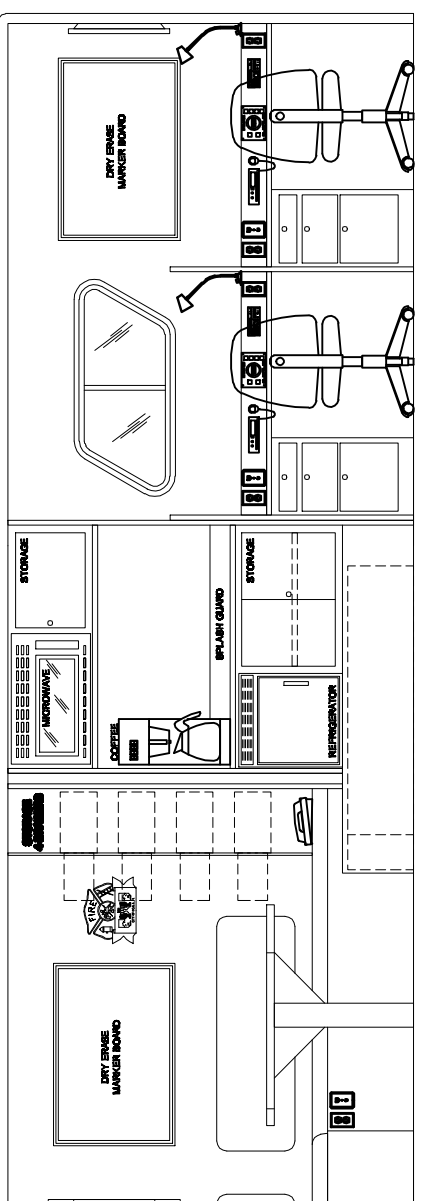 DRY ERASE
MARKER BOARD
STORAGE
MICROWAVE
COFFEE
SPLASH GUARD
STORAGE
REFRIGERATOR
FIRE
DRY ERASE
MARKER BOARD